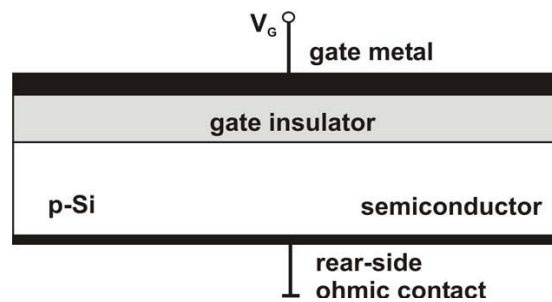 V_G
gate metal
gate insulator
p-Si semiconductor
rear-side
ohmic contact